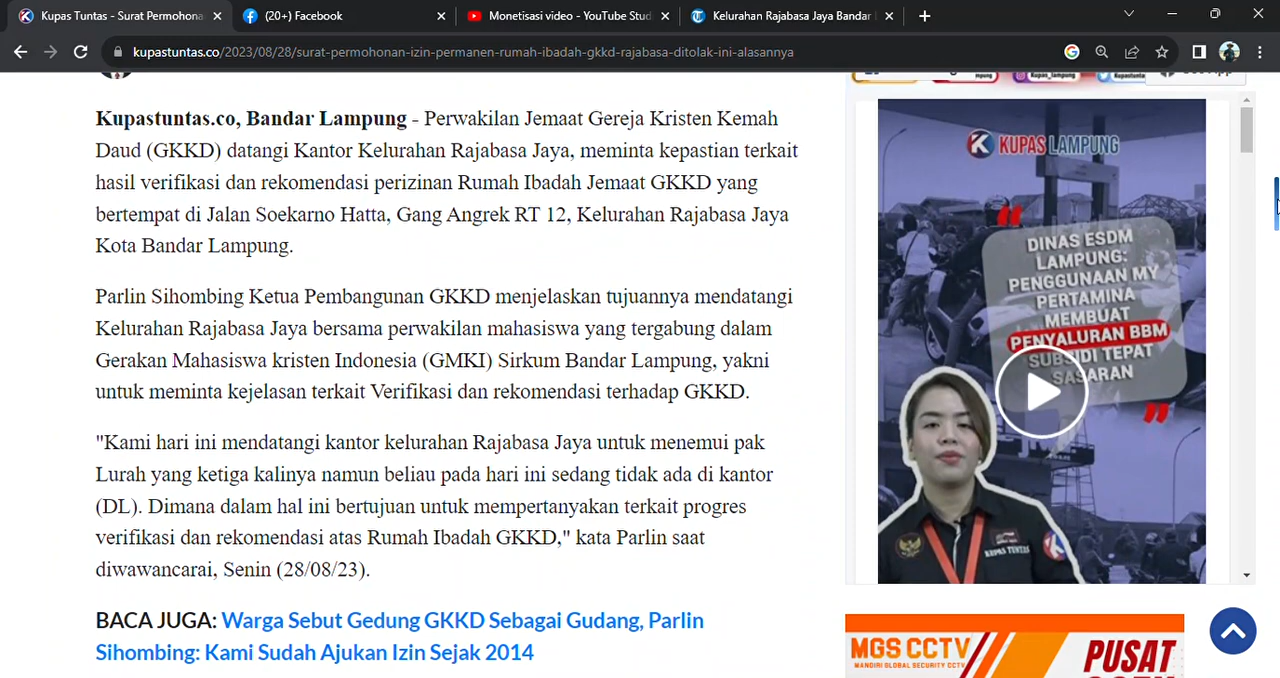 Kupas Tuntas - Surat Permohona
(20+) Facebook
Monetisasi video - YouTube Stud
Kelurahan Rajabasa Jaya Bandar
kupastuntas.co/2023/08/28/surat-permohonan-izin-permanen-rumah-ibadah-gkkd-rajabasa-ditolak-ini-alasannya
Kupastuntas.co, Bandar Lampung - Perwakilan Jemaat Gereja Kristen Kemah
Daud (GKKD) datangi Kantor Kelurahan Rajabasa Jaya, meminta kepastian terkait
hasil verifikasi dan rekomendasi perizinan Rumah Ibadah Jemaat GKKD yang
bertempat di Jalan Soekarno Hatta, Gang Angrek RT 12, Kelurahan Rajabasa Jaya
Kota Bandar Lampung.
Parlin Sihombing Ketua Pembangunan GKKD menjelaskan tujuannya mendatangi
Kelurahan Rajabasa Jaya bersama perwakilan mahasiswa yang tergabung dalam
Gerakan Mahasiswa kristen Indonesia (GMKI) Sirkum Bandar Lampung, yakni
untuk meminta kejelasan terkait Verifikasi dan rekomendasi terhadap GKKD.
"Kami hari ini mendatangi kantor kelurahan Rajabasa Jaya untuk menemui pak
Lurah yang ketiga kalinya namun beliau pada hari ini sedang tidak ada di kantor
(DL). Dimana dalam hal ini bertujuan untuk mempertanyakan terkait progres
verifikasi dan rekomendasi atas Rumah Ibadah GKKD," kata Parlin saat
diwawancarai, Senin (28/08/23).
BACA JUGA: Warga Sebut Gedung GKKD Sebagai Gudang, Parlin
Sihombing: Kami Sudah Ajukan Izin Sejak 2014
Kupas_lampung
Kupastunta
KUPAS LAMPUNG
DINAS ESDM
LAMPUNG:
PENGGUNAAN MY
PERTAMINA
MEMBUAT
PENYALURAN BBM
SUBSIDI TEPAT
SASARAN
KUPAS TUNTAS
MGS CCTV
MANDIRI GLOBAL SECURITY CCTV
PUSAT